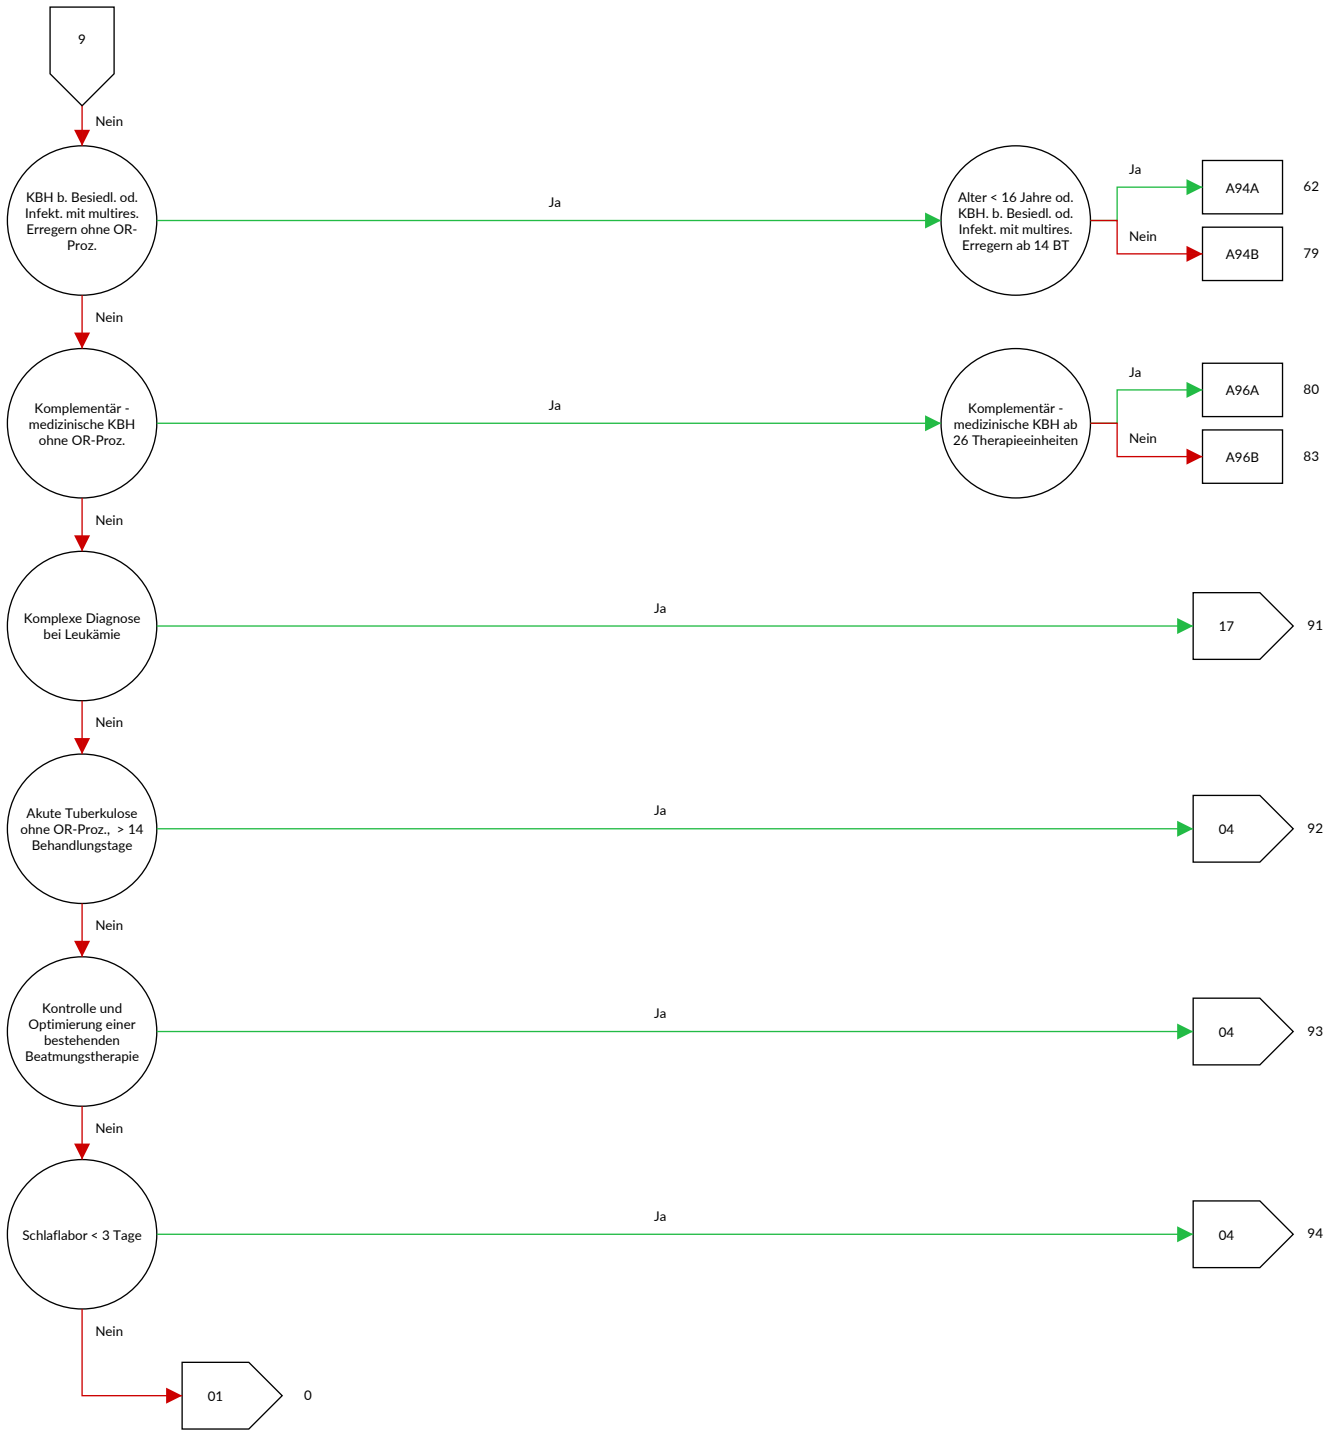 9
Nein
KBH b. Besiedl. od.
Infekt. mit multires.
Erregern ohne OR-
Proz.
Ja
Alter < 16 Jahre od.
KBH. b. Besiedl. od.
Infekt. mit multires.
Erregern ab 14 BT
Ja
A94A
62
Nein
A94B
79
Nein
Komplementär -
medizinische KBH
ohne OR-Proz.
Ja
Komplementär -
medizinische KBH ab
26 Therapieeinheiten
Ja
A96A
80
Nein
A96B
83
Nein
Komplexe Diagnose
bei Leukämie
Ja
17
91
Nein
Akute Tuberkulose
ohne OR-Proz.,  > 14
Behandlungstage
Ja
04
92
Nein
Kontrolle und
Optimierung einer
bestehenden
Beatmungstherapie
Ja
04
93
Nein
Schlaflabor < 3 Tage
Ja
04
94
Nein
01
0